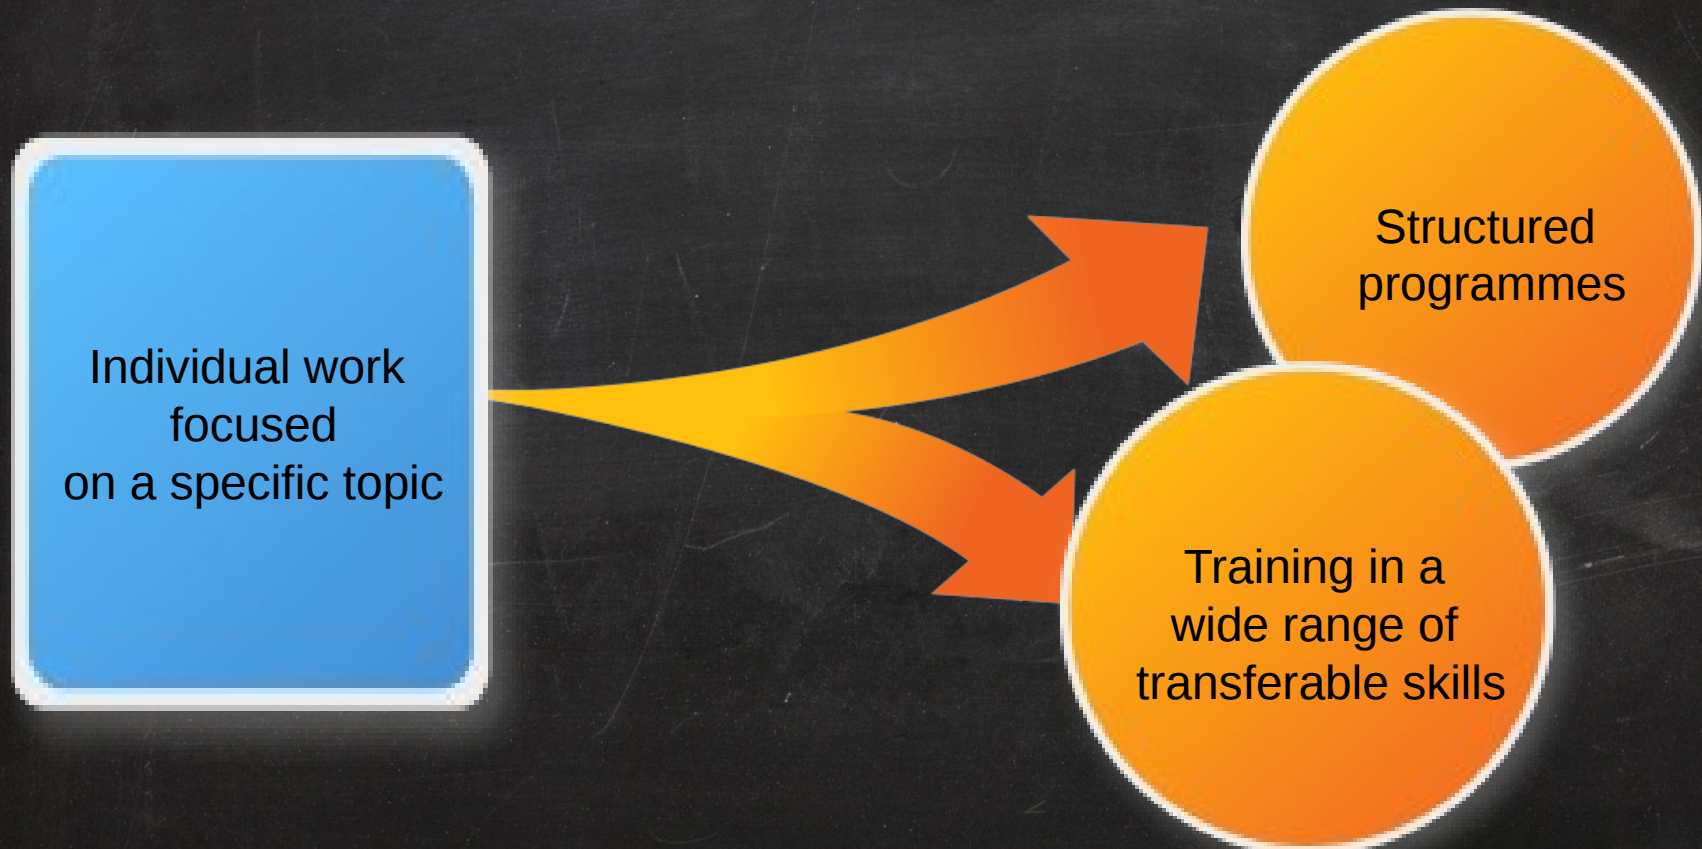 Individual work
focused
on a specific topic
Structured
programmes
Training in a
wide range of
transferable skills